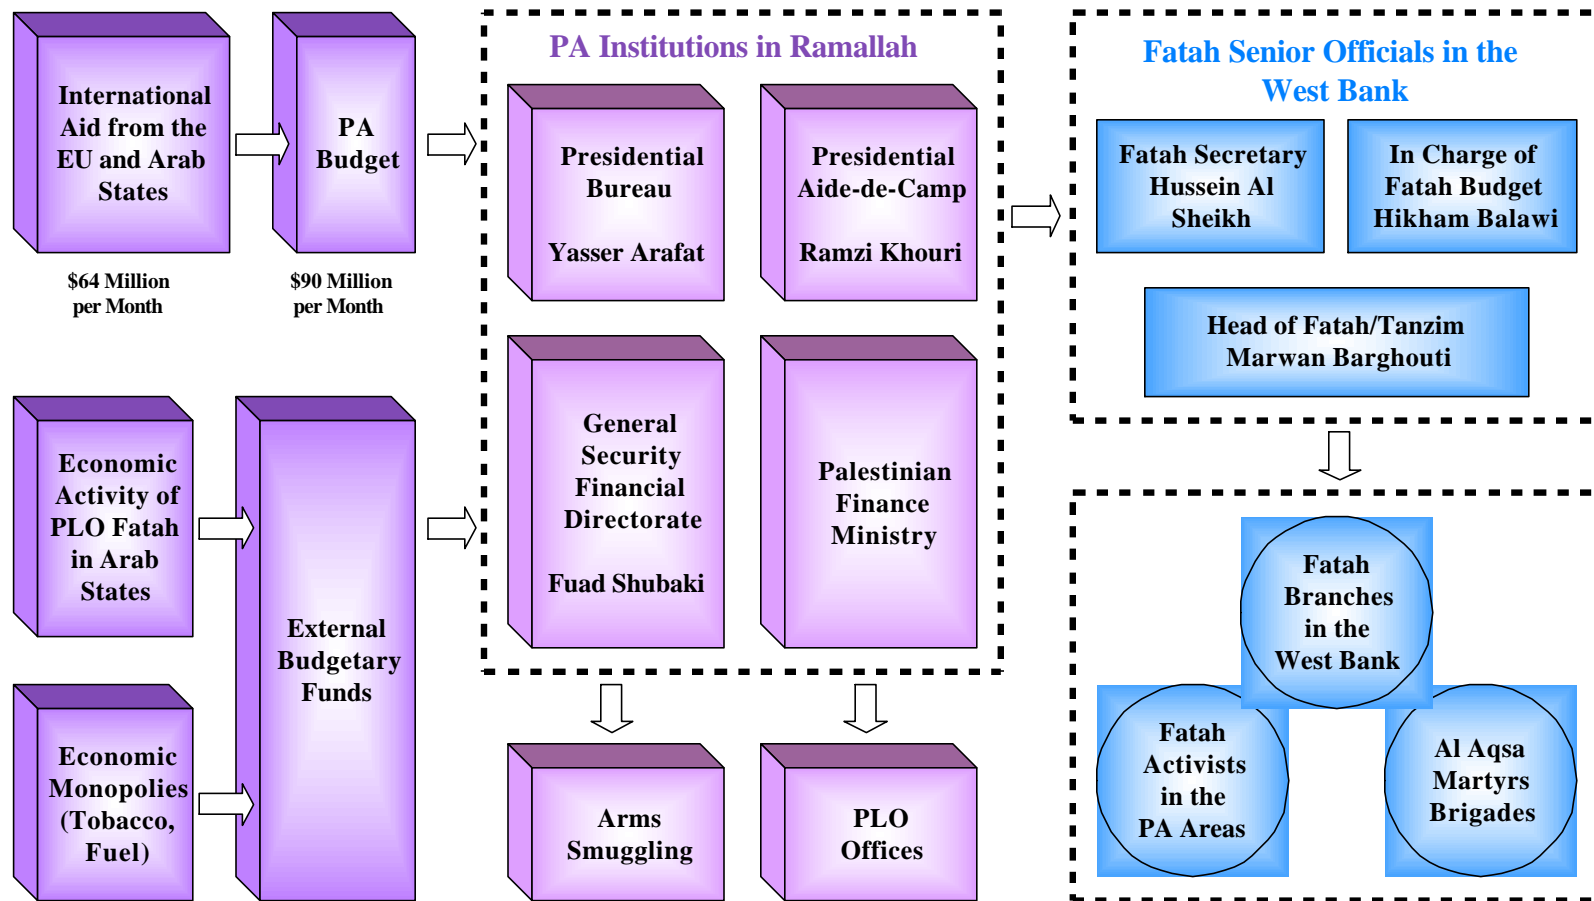 International
Aid from the
EU and Arab
States
$64 Million
per Month
PA
Budget
$90 Million
per Month
Economic
Activity of
PLO Fatah
in Arab
States
Economic
Monopolies
(Tobacco,
Fuel)
External
Budgetary
Funds
PA Institutions in Ramallah
Presidential
Bureau
Yasser Arafat
Presidential
Aide-de-Camp
Ramzi Khouri
General
Security
Financial
Directorate
Fuad Shubaki
Palestinian
Finance
Ministry
Arms
Smuggling
PLO
Offices
Fatah Senior Officials in the
West Bank
Fatah Secretary
Hussein Al
Sheikh
In Charge of
Fatah Budget
Hikham Balawi
Head of Fatah/Tanzim
Marwan Barghouti
Fatah
Branches
in the
West Bank
Fatah
Activists
in the
PA Areas
Al Aqsa
Martyrs
Brigades